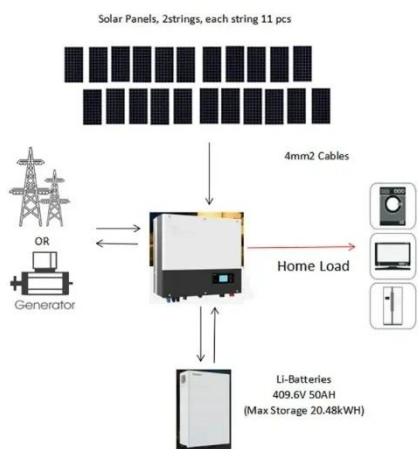 Solar Panels, 2strings, each string 11 pcs
4mm2 Cables
OR
Home Load
Generator
Li-Batteries
409.6V 50AH
(Max Storage 20.48kWH)